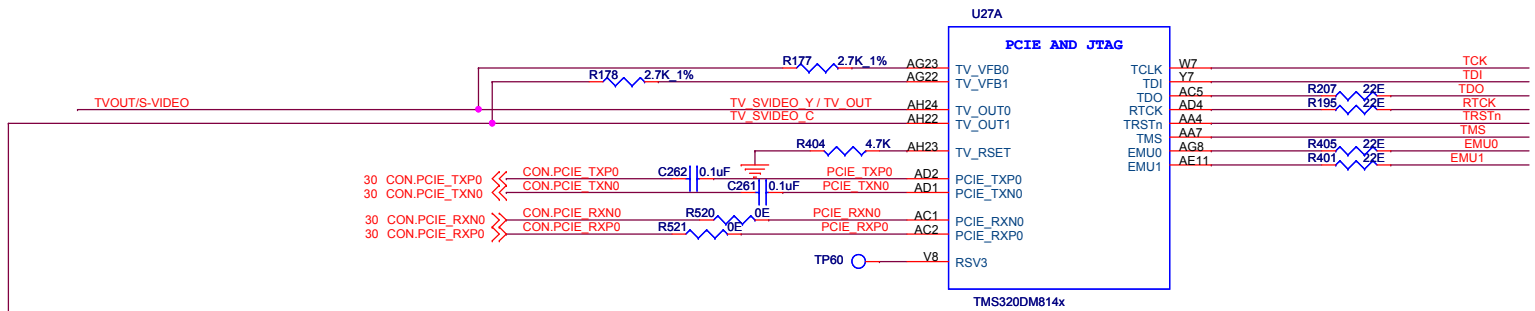 U27A
PCIE AND JTAG
R177 2.7K_1% AG23 TV_VFB0 TCLK W7 TCK
R178 2.7K_1% AG22 TV_VFB1 TDI Y7 TDI
TDO AC5 R207 22E TDO
TVOUT/S-VIDEO TV_SVIDEO_Y / TV_OUT AH24 TV_OUT0 RTCK AD4 R195 22E RTCK
TV_SVIDEO_C AH22 TV_OUT1 TRSTn AA4 TRSTn
TMS AA7 TMS
R404 4.7K AH23 TV_RSET EMU0 AG8 R405 22E EMU0
EMU1 AE11 R401 22E EMU1
30 CON.PCIE_TXP0 CON.PCIE_TXP0 C262 0.1uF PCIE_TXP0 AD2 PCIE_TXP0
30 CON.PCIE_TXN0 CON.PCIE_TXN0 C261 0.1uF PCIE_TXN0 AD1 PCIE_TXN0
30 CON.PCIE_RXN0 CON.PCIE_RXN0 R520 0E PCIE_RXN0 AC1 PCIE_RXN0
30 CON.PCIE_RXP0 CON.PCIE_RXP0 R521 0E PCIE_RXP0 AC2 PCIE_RXP0
TP60 V8 RSV3
TMS320DM814x